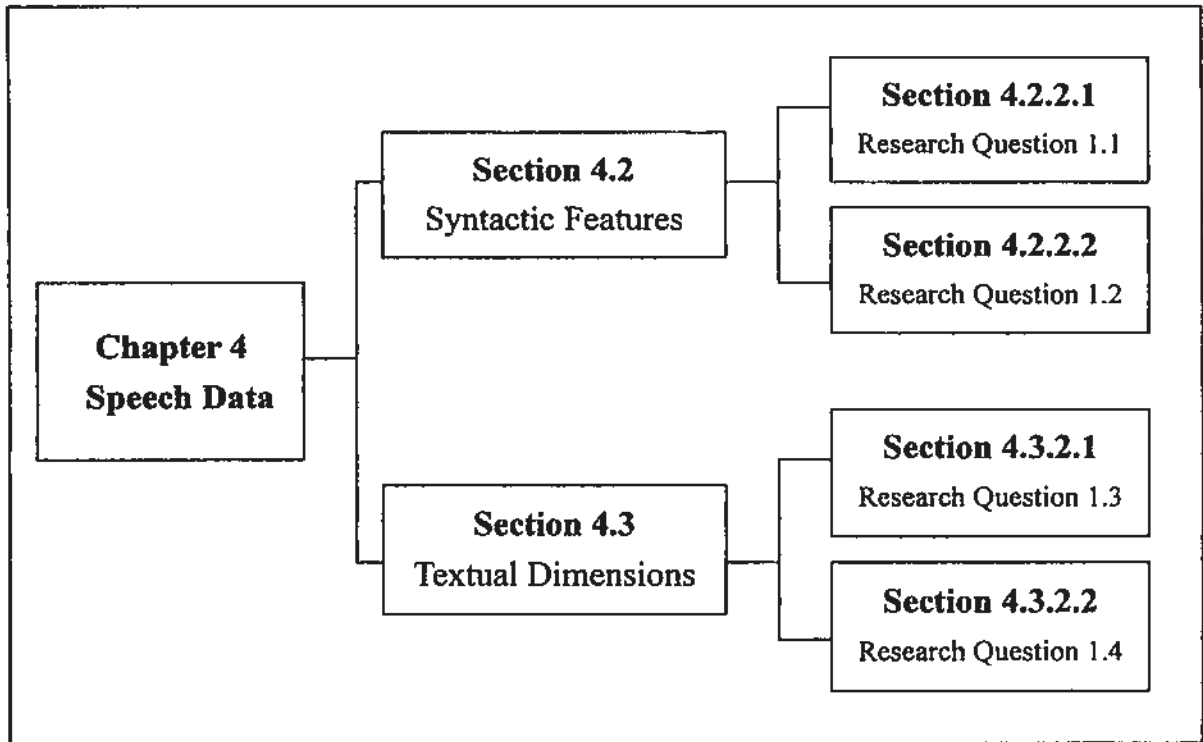 Chapter 4
Speech Data
Section 4.2
Syntactic Features
Section 4.2.2.1
Research Question 1.1
Section 4.2.2.2
Research Question 1.2
Section 4.3
Textual Dimensions
Section 4.3.2.1
Research Question 1.3
Section 4.3.2.2
Research Question 1.4